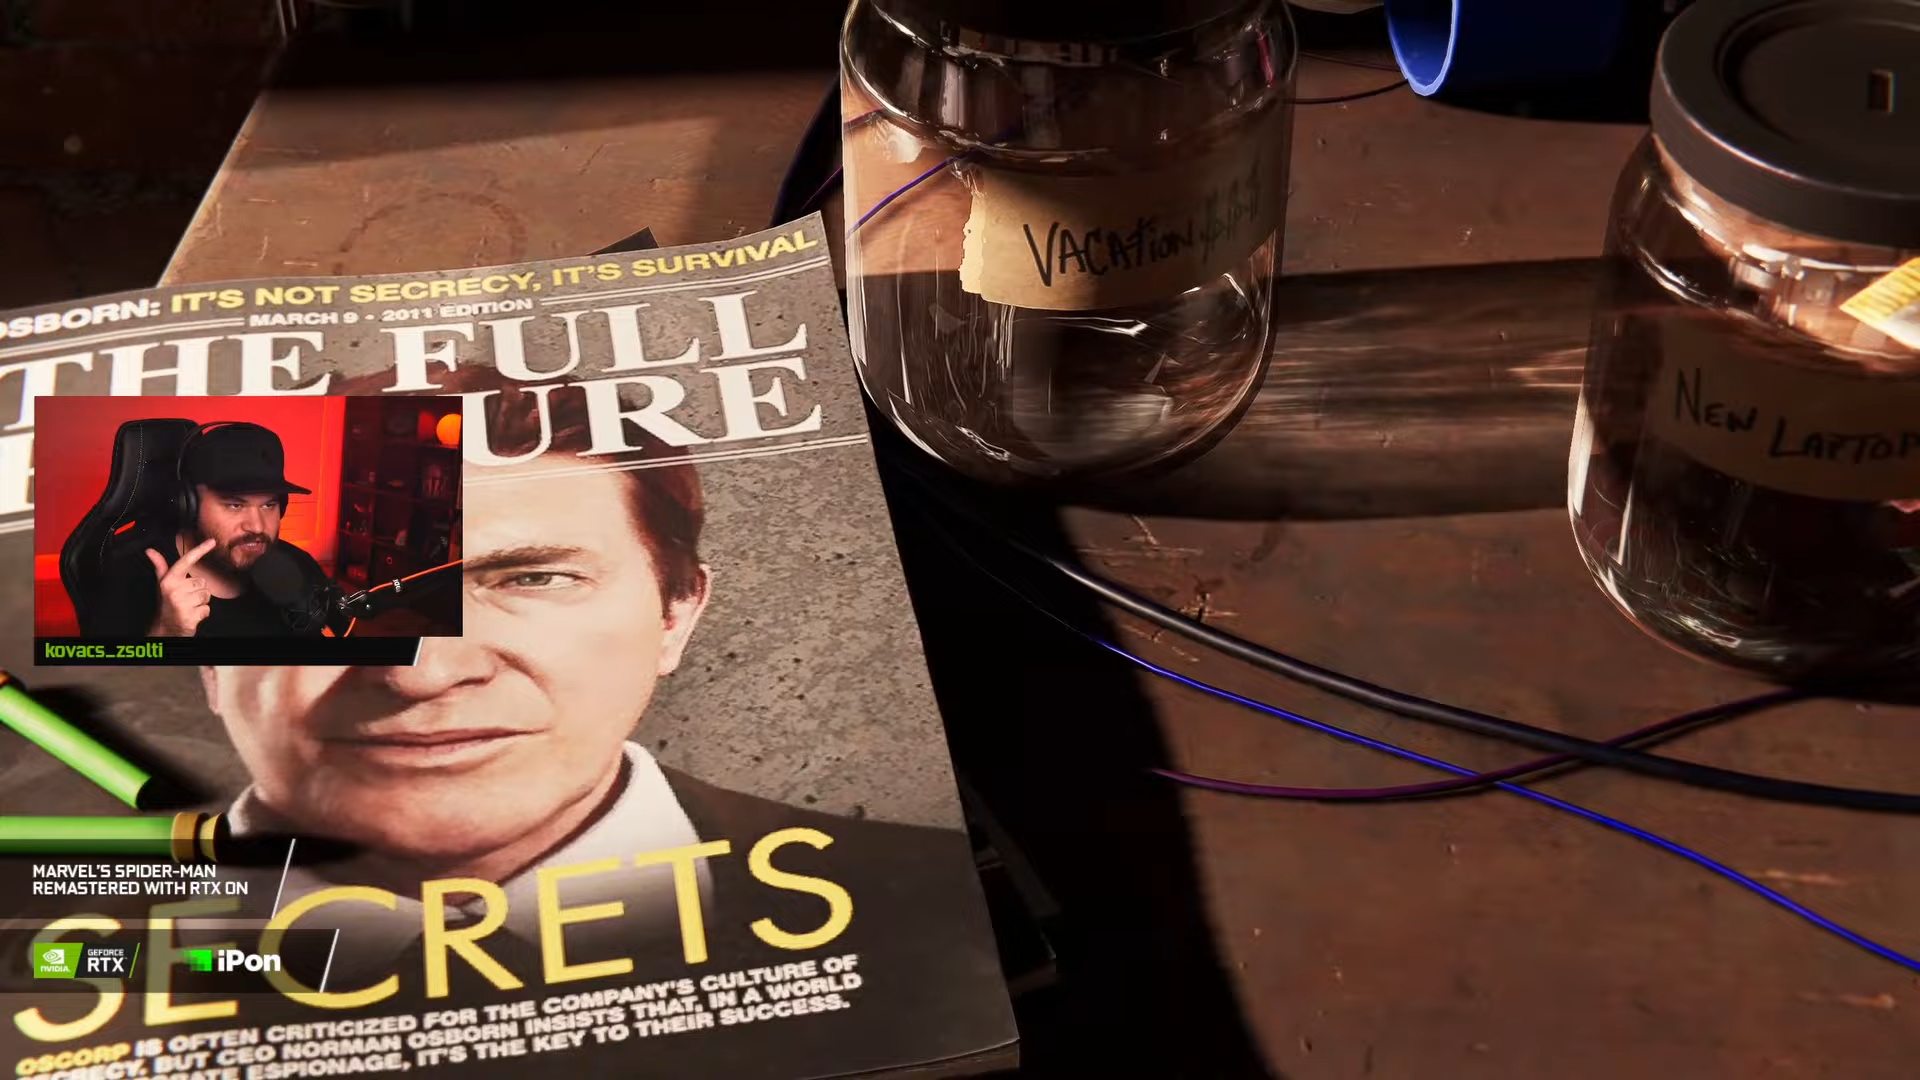 OSBORN: IT'S NOT SECRECY, IT'S SURVIVAL
MARCH 9 - 2011 EDITION
THE FULL
URE
VACATION
NEW LAPTOP
kovacs_zsolti
MARVEL'S SPIDER-MAN
REMASTERED WITH RTX ON
NVIDIA. GEFORCE RTX
iPon
SECRETS
OSCORP IS OFTEN CRITICIZED FOR THE COMPANY'S CULTURE OF
SECRECY. BUT CEO NORMAN OSBORN INSISTS THAT, IN A WORLD
ESPIONAGE, IT'S THE KEY TO THEIR SUCCESS.